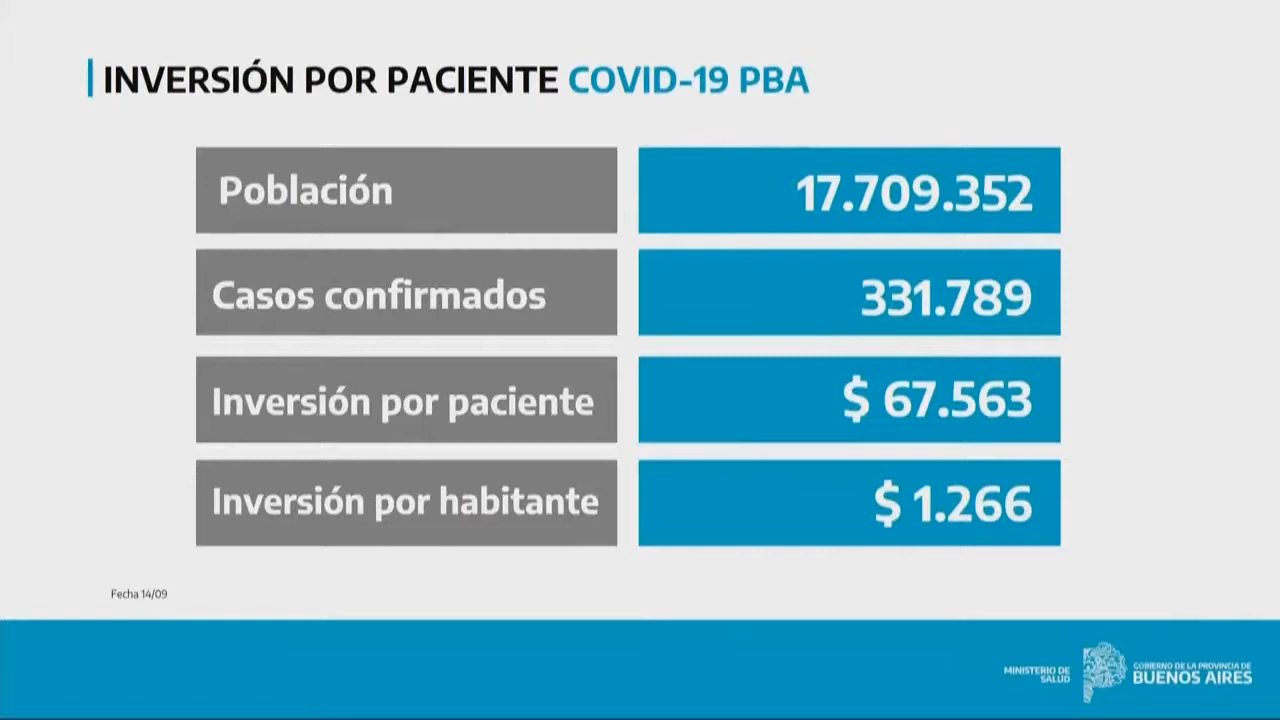 INVERSIÓN POR PACIENTE COVID-19 PBA
Población 17.709.352
Casos confirmados 331.789
Inversión por paciente $ 67.563
Inversión por habitante $ 1.266
Fecha 14/09
MINISTERIO DE
SALUD
GOBIERNO DE LA PROVINCIA DE
BUENOS AIRES